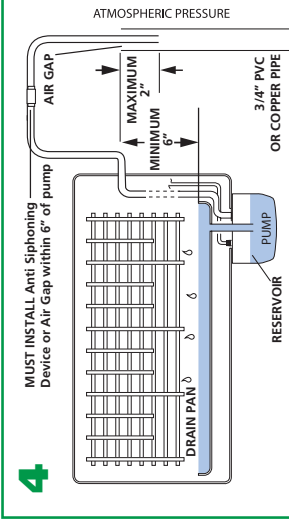 4
MUST INSTALL Anti Siphoning
Device or Air Gap within 6" of pump
ATMOSPHERIC PRESSURE
AIR GAP
MAXIMUM
2"
MINIMUM
6"
3/4" PVC
OR COPPER PIPE
DRAIN PAN
PUMP
RESERVOIR